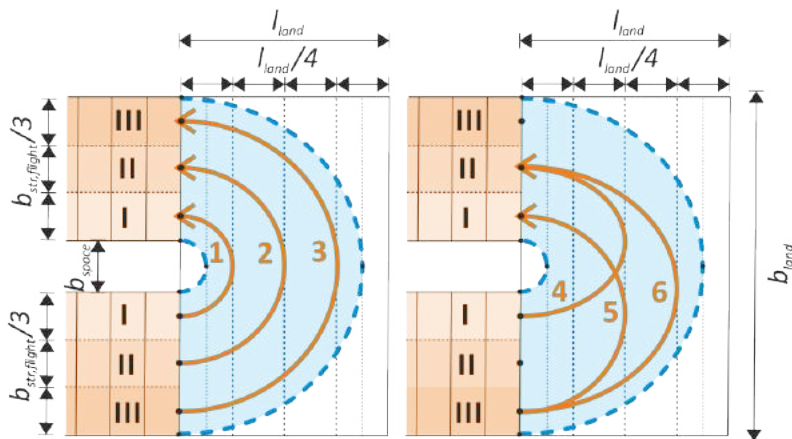 l_land
l_land/4
l_land
l_land/4
b_str,flight/3
III
II
I
b_space
I
II
III
b_str,flight/3
1
2
3
III
II
I
I
II
III
4
5
6
b_land